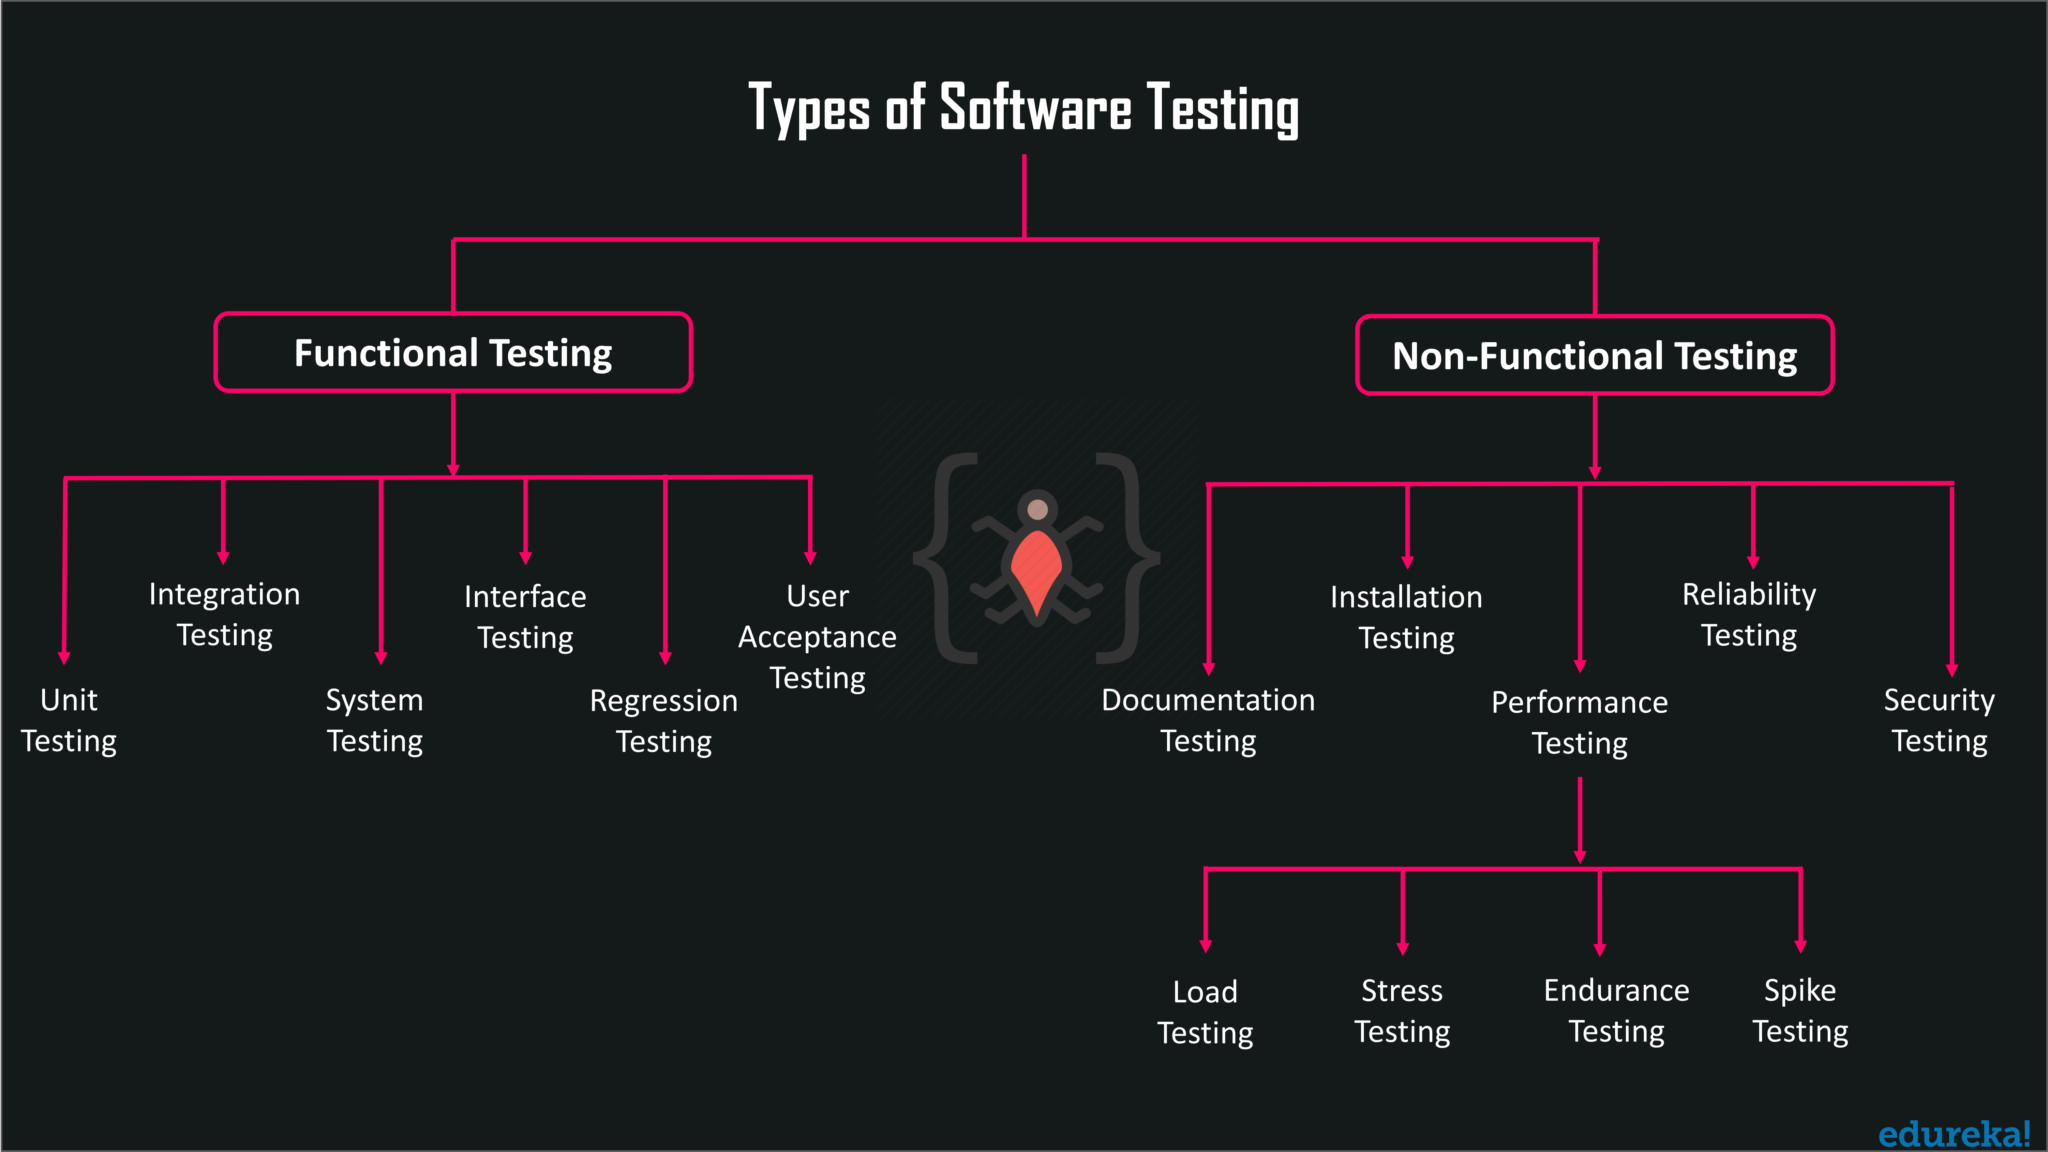 Types of Software Testing
Functional Testing
Non-Functional Testing
Unit
Testing
Integration
Testing
System
Testing
Interface
Testing
Regression
Testing
User
Acceptance
Testing
Documentation
Testing
Installation
Testing
Performance
Testing
Reliability
Testing
Security
Testing
Load
Testing
Stress
Testing
Endurance
Testing
Spike
Testing
edureka!